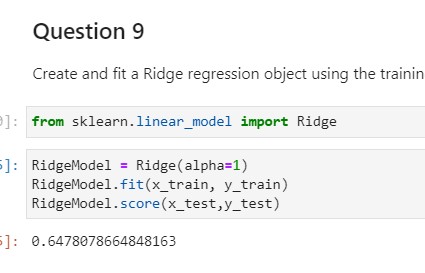 Question 9
Create and fit a Ridge regression object using the trainin
]: from sklearn.linear_model import Ridge
5]: RidgeModel = Ridge(alpha=1)
RidgeModel.fit(x_train, y_train)
RidgeModel.score(x_test,y_test)
5]: 0.6478078664848163